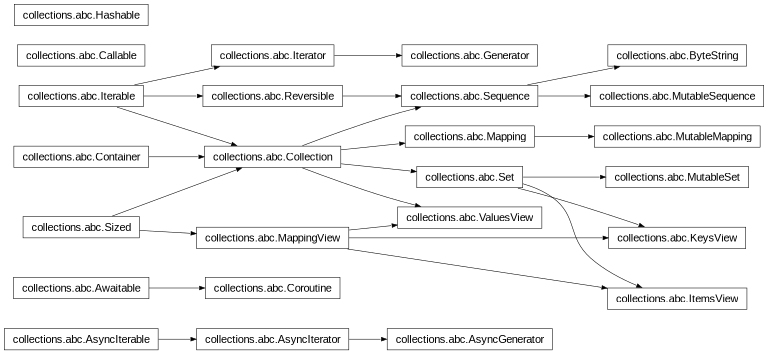 collections.abc.Hashable
collections.abc.Callable
collections.abc.Iterator
collections.abc.Generator
collections.abc.ByteString
collections.abc.Iterable
collections.abc.Reversible
collections.abc.Sequence
collections.abc.MutableSequence
collections.abc.Mapping
collections.abc.MutableMapping
collections.abc.Container
collections.abc.Collection
collections.abc.Set
collections.abc.MutableSet
collections.abc.ValuesView
collections.abc.Sized
collections.abc.MappingView
collections.abc.KeysView
collections.abc.Awaitable
collections.abc.Coroutine
collections.abc.ItemsView
collections.abc.AsyncIterable
collections.abc.AsyncIterator
collections.abc.AsyncGenerator